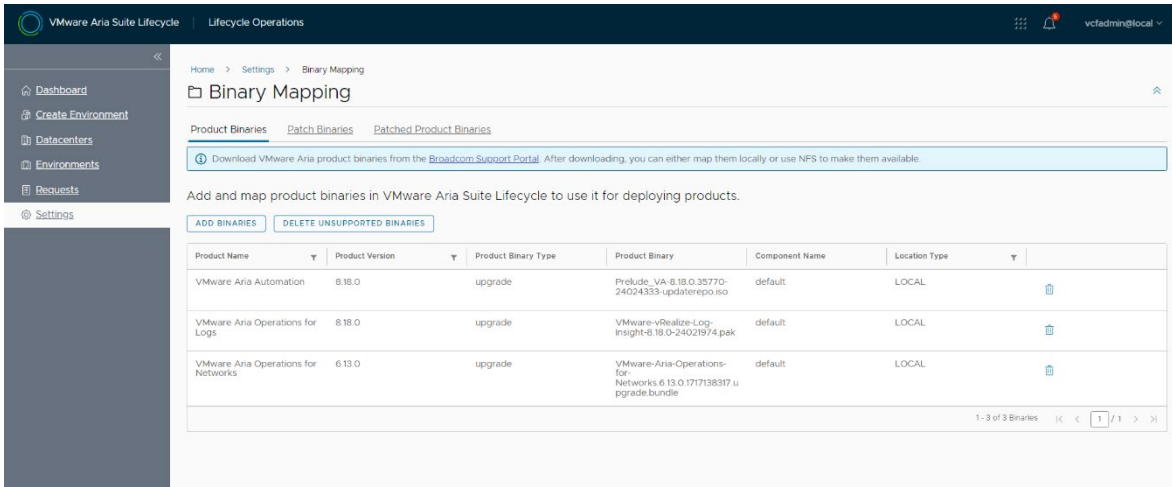 VMware Aria Suite Lifecycle
Lifecycle Operations
5
vcfadmin@local
Dashboard
Create Environment
Datacenters
Environments
Requests
Settings
Home > Settings > Binary Mapping
Binary Mapping
Product Binaries Patch Binaries Patched Product Binaries
Download VMware Aria product binaries from the Broadcom Support Portal. After downloading, you can either map them locally or use NFS to make them available.
Add and map product binaries in VMware Aria Suite Lifecycle to use it for deploying products.
ADD BINARIES DELETE UNSUPPORTED BINARIES
Product Name Product Version Product Binary Type Product Binary Component Name Location Type
VMware Aria Automation 8.18.0 upgrade Prelude_VA-8.18.0.35770- default LOCAL
24024333-updaterepo.iso
VMware Aria Operations for 8.18.0 upgrade VMware-vRealize-Log- default LOCAL
Logs Insight-8.18.0-24021974.pak
VMware Aria Operations for 6.13.0 upgrade VMware-Aria-Operations- default LOCAL
Networks for-
Networks.6.13.0.1717138317.u
pgrade.bundle
1 - 3 of 3 Binaries 1 / 1